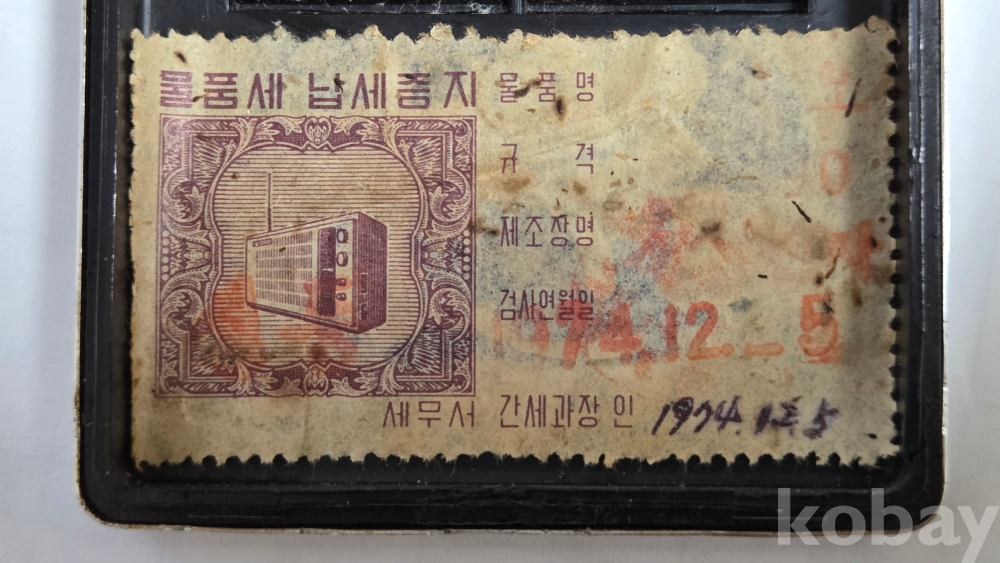 물품세 납세증지
물품명
규격
제조장명
검사연월일
74.12.-5
세무서 간세과장인
1974.12.5
kobay